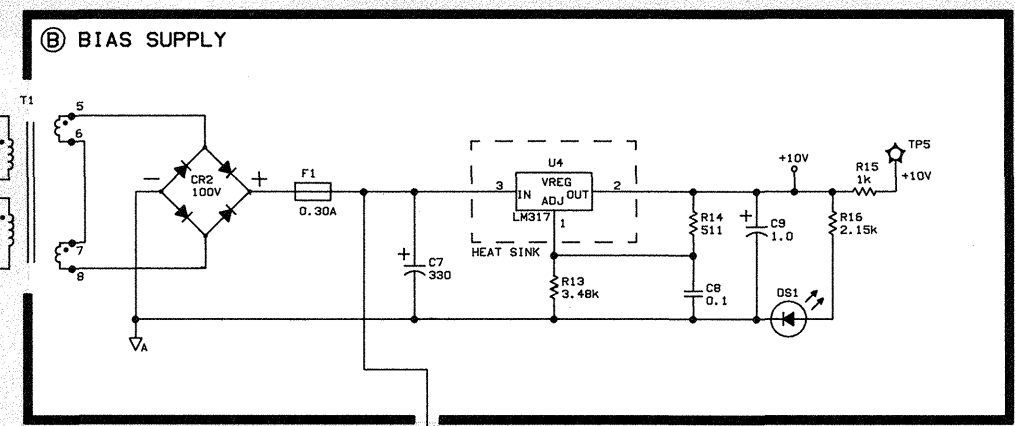 B BIAS SUPPLY
T1
5
6
7
8
CR2
100V
−
+
F1
0.30A
+
C7
330
U4
VREG
IN
ADJ
OUT
3
2
1
LM317
HEAT SINK
R13
3.48k
R14
511
C8
0.1
+
C9
1.0
+10V
R15
1k
TP5
+10V
R16
2.15k
DS1
A